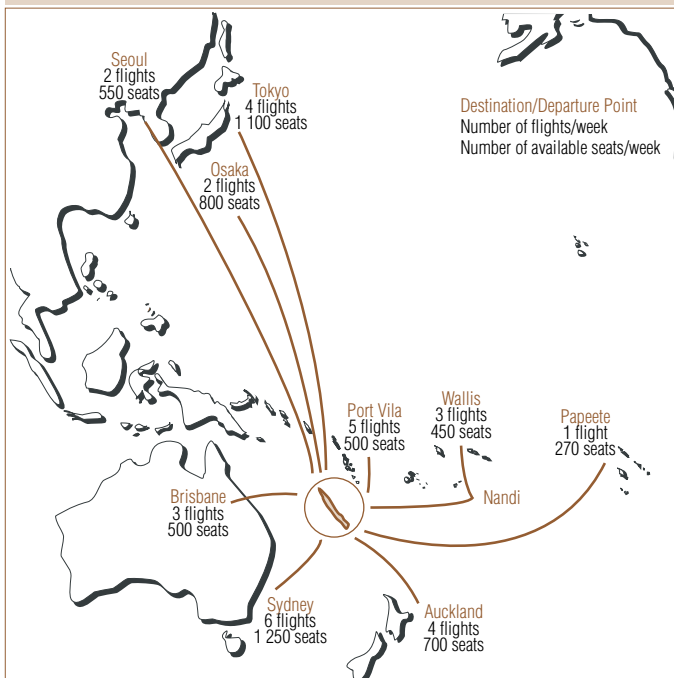 Seoul
2 flights
550 seats
Tokyo
4 flights
1 100 seats
Destination/Departure Point
Number of flights/week
Number of available seats/week
Osaka
2 flights
800 seats
Port Vila
5 flights
500 seats
Wallis
3 flights
450 seats
Papeete
1 flight
270 seats
Brisbane
3 flights
500 seats
Nandi
Sydney
6 flights
1 250 seats
Auckland
4 flights
700 seats